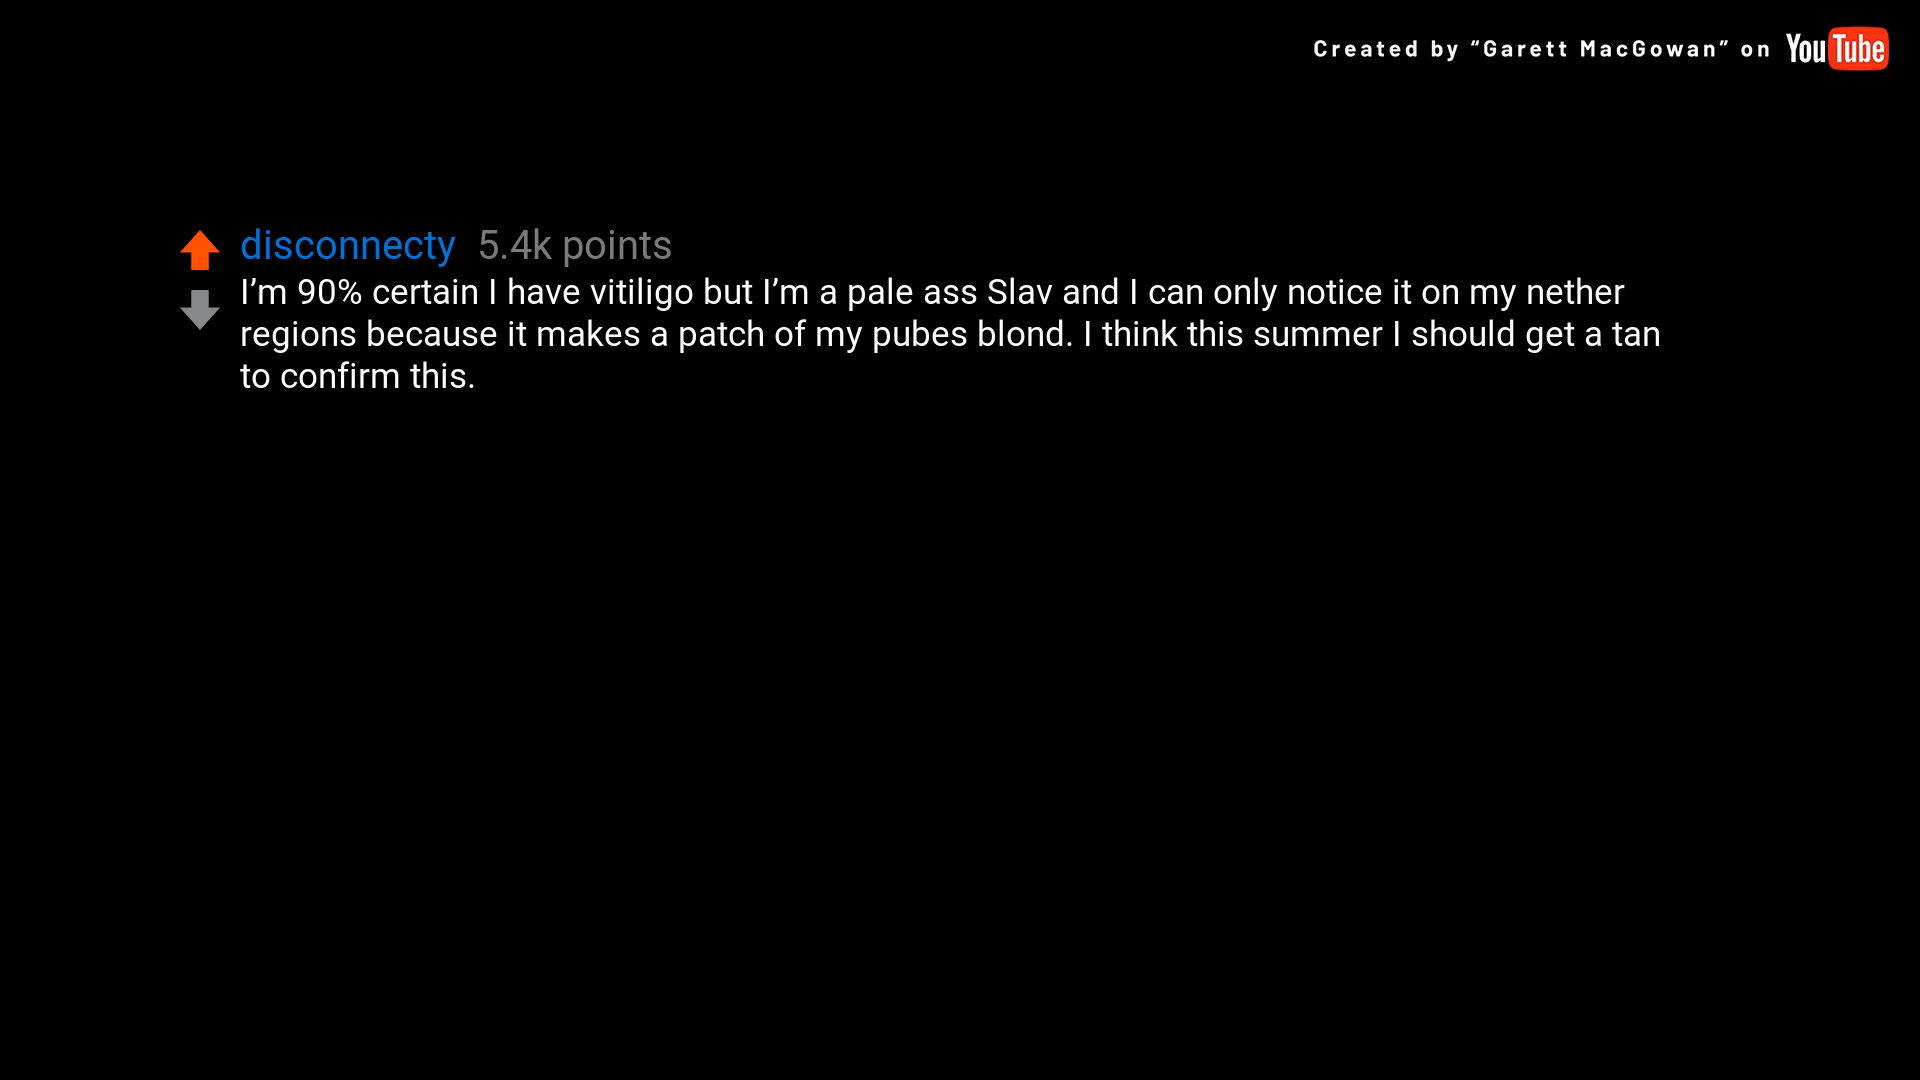 Created by “Garett MacGowan” on YouTube
disconnecty 5.4k points
I’m 90% certain I have vitiligo but I’m a pale ass Slav and I can only notice it on my nether
regions because it makes a patch of my pubes blond. I think this summer I should get a tan
to confirm this.